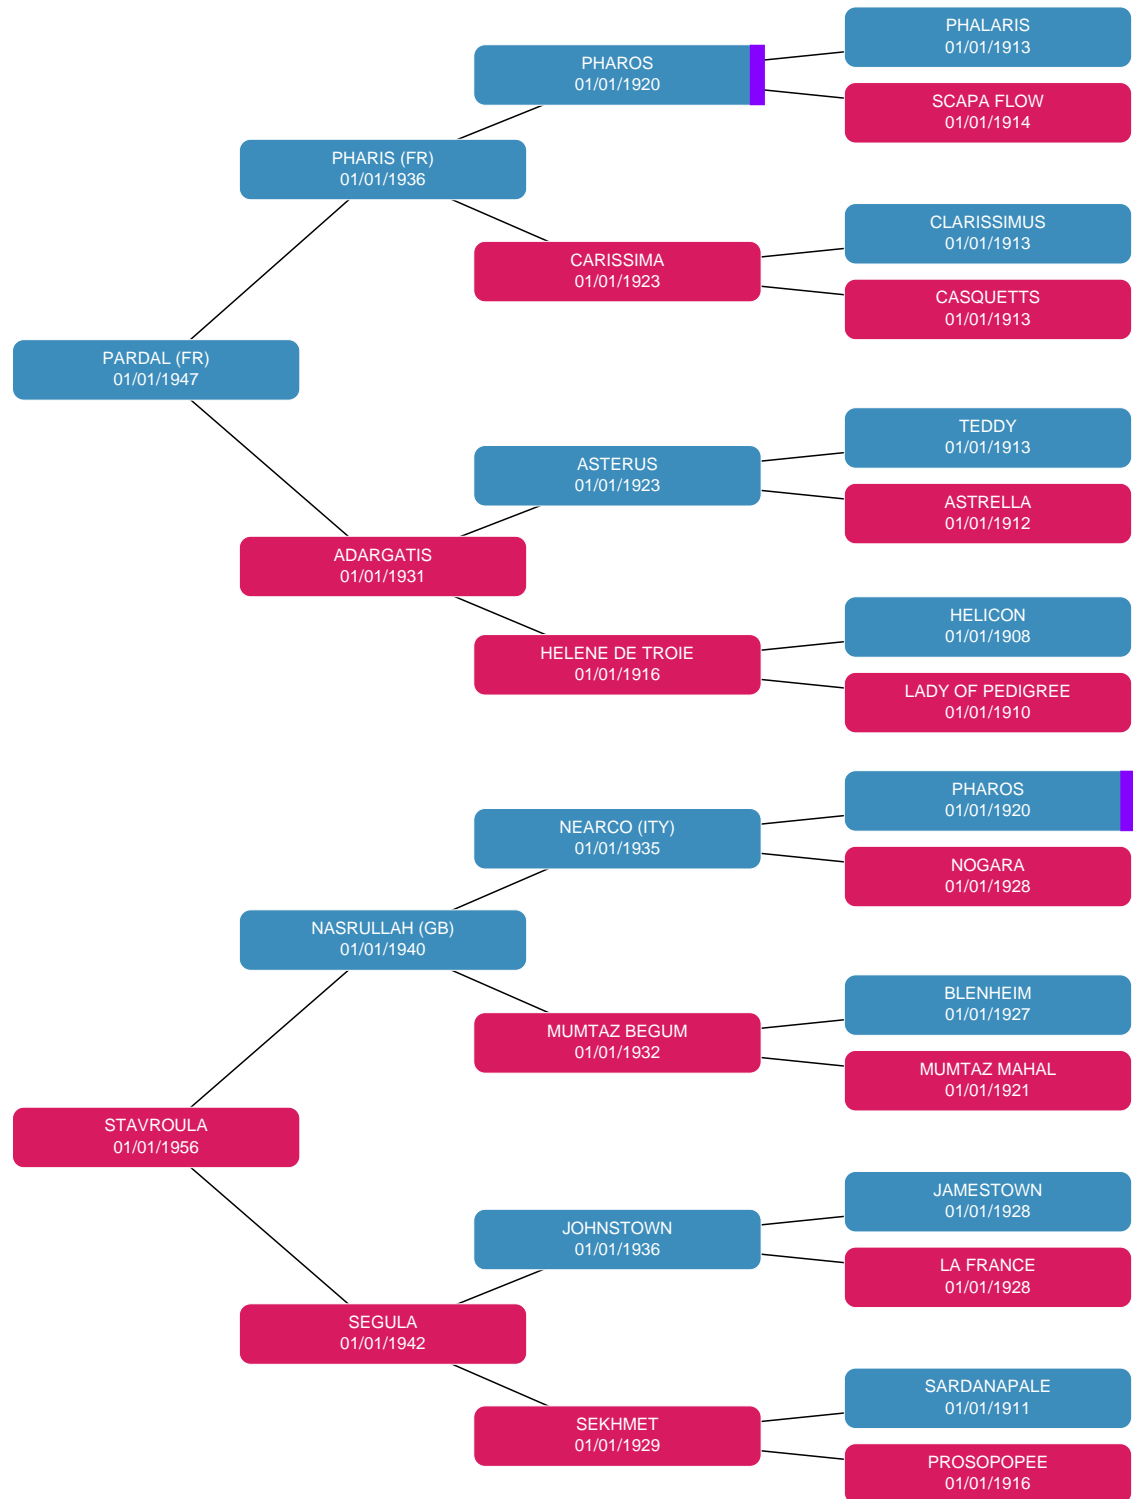 PHALARIS
01/01/1913
PHAROS
01/01/1920
SCAPA FLOW
01/01/1914
PHARIS (FR)
01/01/1936
CLARISSIMUS
01/01/1913
CARISSIMA
01/01/1923
CASQUETTS
01/01/1913
PARDAL (FR)
01/01/1947
TEDDY
01/01/1913
ASTERUS
01/01/1923
ASTRELLA
01/01/1912
ADARGATIS
01/01/1931
HELICON
01/01/1908
HELENE DE TROIE
01/01/1916
LADY OF PEDIGREE
01/01/1910
PHAROS
01/01/1920
NEARCO (ITY)
01/01/1935
NOGARA
01/01/1928
NASRULLAH (GB)
01/01/1940
BLENHEIM
01/01/1927
MUMTAZ BEGUM
01/01/1932
MUMTAZ MAHAL
01/01/1921
STAVROULA
01/01/1956
JAMESTOWN
01/01/1928
JOHNSTOWN
01/01/1936
LA FRANCE
01/01/1928
SEGULA
01/01/1942
SARDANAPALE
01/01/1911
SEKHMET
01/01/1929
PROSOPOPEE
01/01/1916